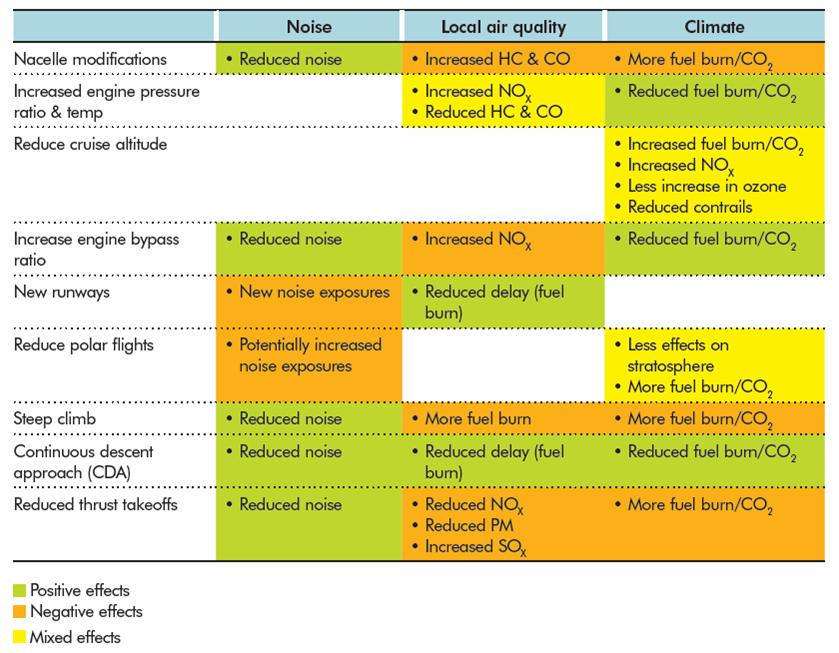 Noise Local air quality Climate
Nacelle modifications • Reduced noise • Increased HC & CO • More fuel burn/CO₂
Increased engine pressure • Increased NOX • Reduced fuel burn/CO₂
ratio & temp • Reduced HC & CO
Reduce cruise altitude • Increased fuel burn/CO₂
• Increased NOX
• Less increase in ozone
• Reduced contrails
Increase engine bypass • Reduced noise • Increased NOX • Reduced fuel burn/CO₂
ratio
New runways • New noise exposures • Reduced delay (fuel
burn)
Reduce polar flights • Potentially increased • Less effects on
noise exposures stratosphere
• More fuel burn/CO₂
Steep climb • Reduced noise • More fuel burn • More fuel burn/CO₂
Continuous descent • Reduced noise • Reduced delay (fuel • Reduced fuel burn/CO₂
approach (CDA) burn)
Reduced thrust takeoffs • Reduced noise • Reduced NOX • More fuel burn/CO₂
• Reduced PM
• Increased SOX
Positive effects
Negative effects
Mixed effects